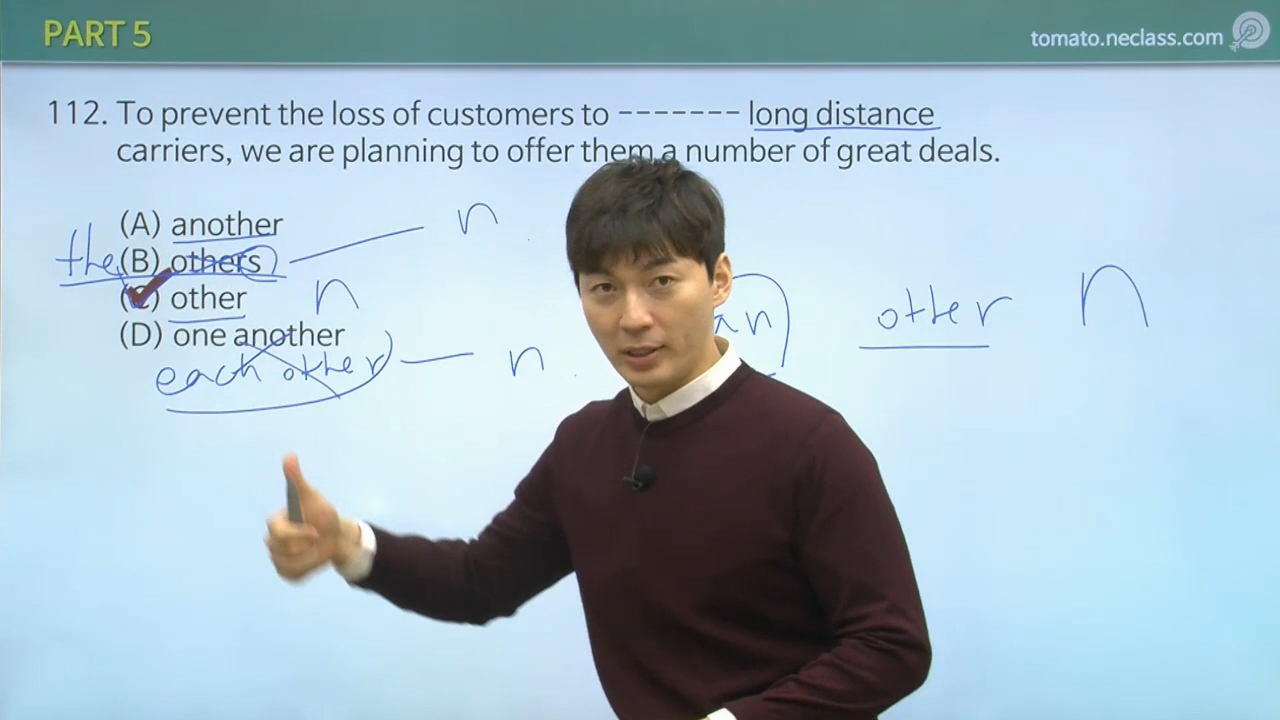 PART 5
tomato.neclass.com
112. To prevent the loss of customers to ------- long distance
carriers, we are planning to offer them a number of great deals.
(A) another
n
the (B) others
(C) other
n
an
other n
(D) one another
each other
n